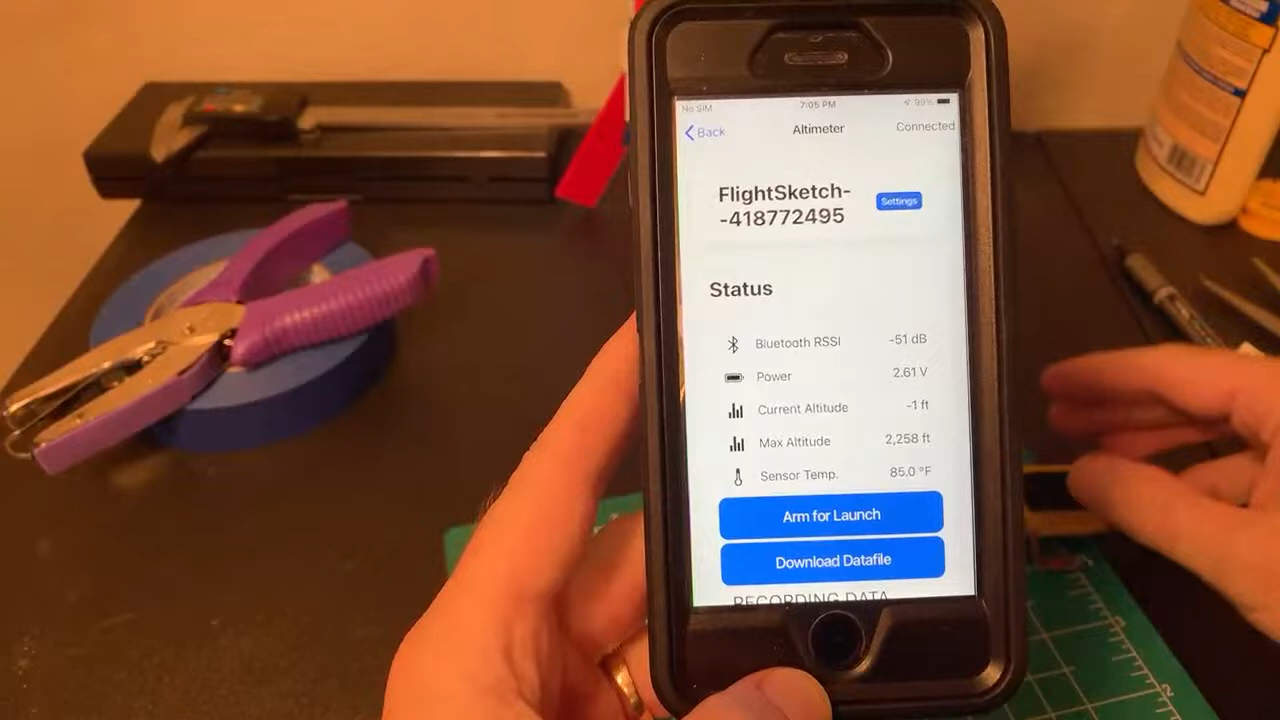 No SIM
7:05 PM
99%
Back
Altimeter
Connected
FlightSketch-
-418772495
Settings
Status
Bluetooth RSSI
-51 dB
Power
2.61 V
Current Altitude
-1 ft
Max Altitude
2,258 ft
Sensor Temp.
85.0 °F
Arm for Launch
Download Datafile
RECORDING DATA
2